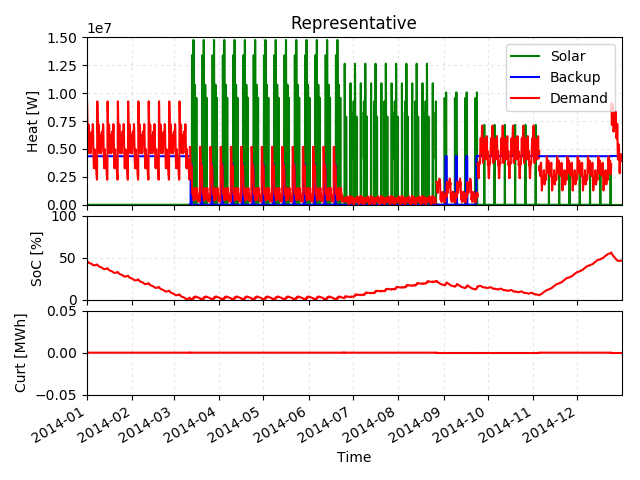 Representative
1e7
1.50
1.25
1.00
0.75
0.50
0.25
0.00
Heat [W]
Solar
Backup
Demand
100
50
0
SoC [%]
0.05
0.00
−0.05
Curt [MWh]
2014-01
2014-02
2014-03
2014-04
2014-05
2014-06
2014-07
2014-08
2014-09
2014-10
2014-11
2014-12
Time